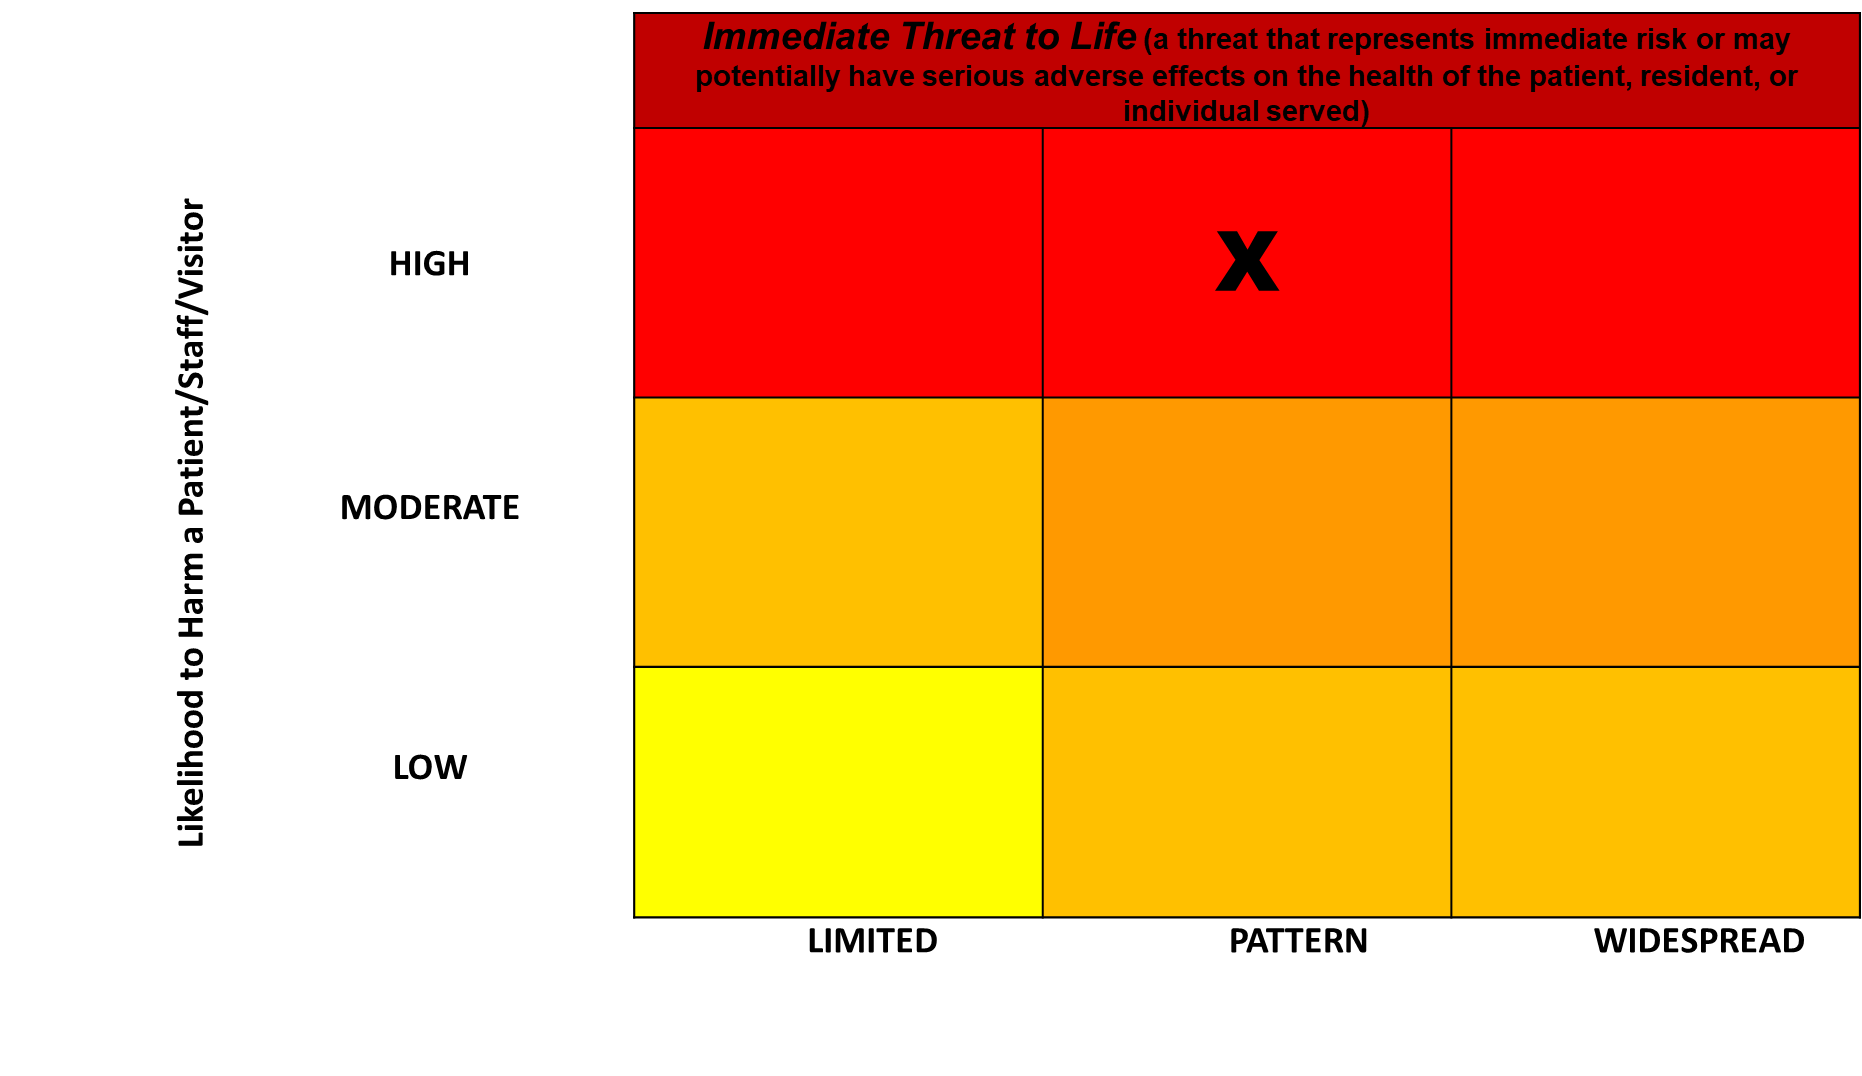 Immediate Threat to Life (a threat that represents immediate risk or may
potentially have serious adverse effects on the health of the patient, resident, or
individual served)
Likelihood to Harm a Patient/Staff/Visitor
HIGH
X
MODERATE
LOW
LIMITED
PATTERN
WIDESPREAD